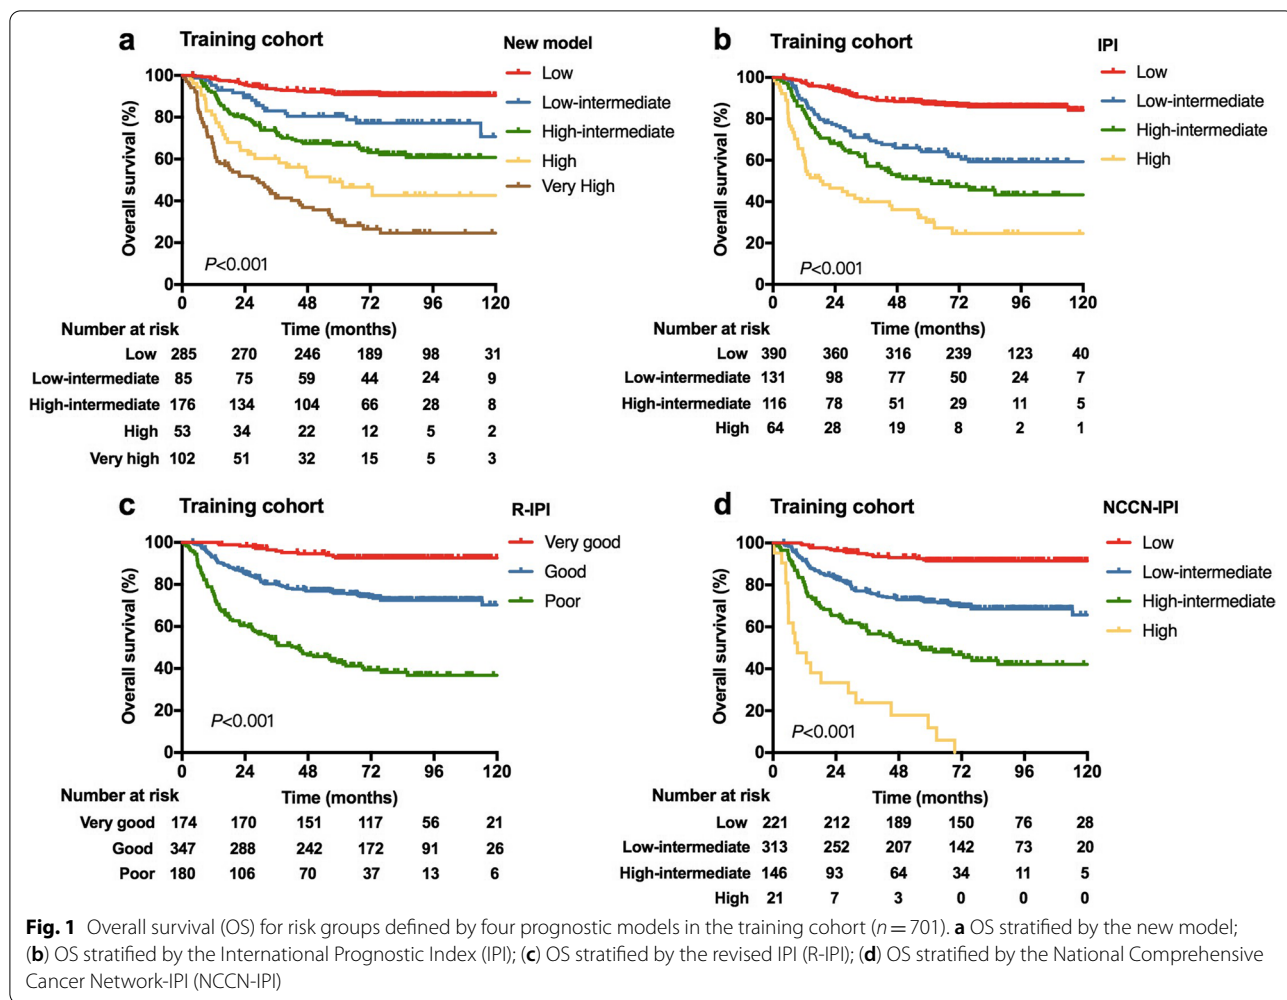 a Training cohort
New model
Low
Low-intermediate
High-intermediate
High
Very High
Overall survival (%)
100
80
60
40
20
0
P<0.001
0 24 48 72 96 120
Number at risk Time (months)
Low 285 270 246 189 98 31
Low-intermediate 85 75 59 44 24 9
High-intermediate 176 134 104 66 28 8
High 53 34 22 12 5 2
Very high 102 51 32 15 5 3
b Training cohort
IPI
Low
Low-intermediate
High-intermediate
High
Overall survival (%)
100
80
60
40
20
0
P<0.001
0 24 48 72 96 120
Number at risk Time (months)
Low 390 360 316 239 123 40
Low-intermediate 131 98 77 50 24 7
High-intermediate 116 78 51 29 11 5
High 64 28 19 8 2 1
c Training cohort
R-IPI
Very good
Good
Poor
Overall survival (%)
100
80
60
40
20
0
P<0.001
0 24 48 72 96 120
Number at risk Time (months)
Very good 174 170 151 117 56 21
Good 347 288 242 172 91 26
Poor 180 106 70 37 13 6
d Training cohort
NCCN-IPI
Low
Low-intermediate
High-intermediate
High
Overall survival (%)
100
80
60
40
20
0
P<0.001
0 24 48 72 96 120
Number at risk Time (months)
Low 221 212 189 150 76 28
Low-intermediate 313 252 207 142 73 20
High-intermediate 146 93 64 34 11 5
High 21 7 3 0 0 0
Fig. 1 Overall survival (OS) for risk groups defined by four prognostic models in the training cohort (n = 701). a OS stratified by the new model;
(b) OS stratified by the International Prognostic Index (IPI); (c) OS stratified by the revised IPI (R-IPI); (d) OS stratified by the National Comprehensive
Cancer Network-IPI (NCCN-IPI)